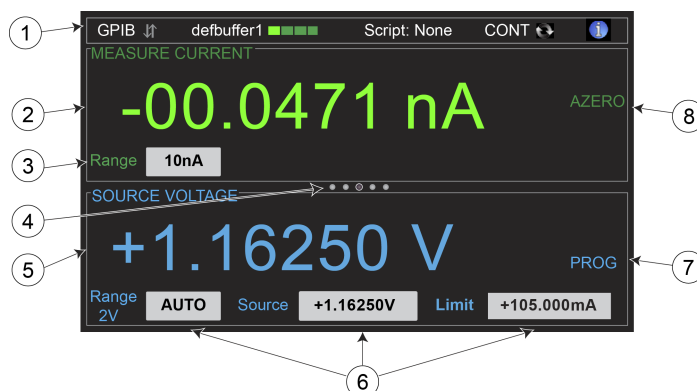 1 GPIB defbuffer1 Script: None CONT i
MEASURE CURRENT
2 -00.0471 nA AZERO 8
3 Range 10nA
4
SOURCE VOLTAGE
5 +1.16250 V PROG 7
Range 2V AUTO Source +1.16250V Limit +105.000mA
6